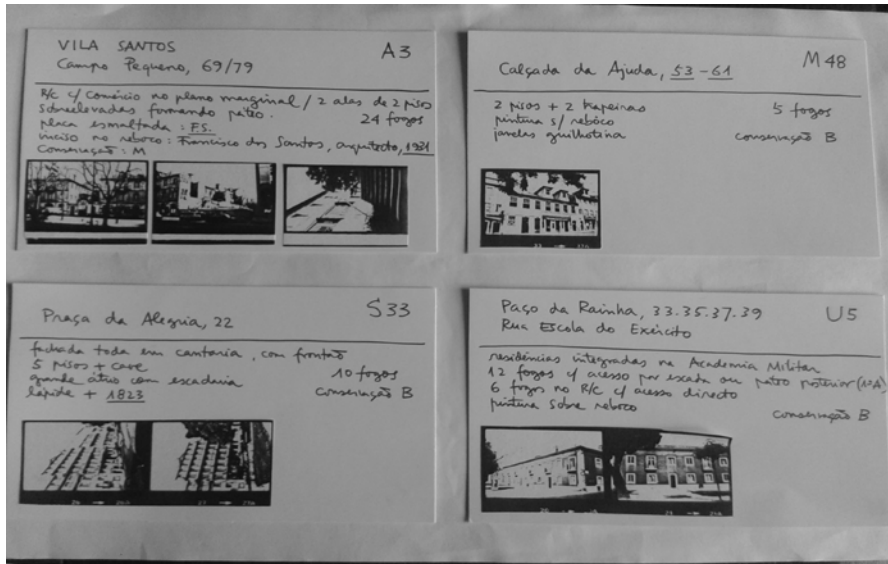 VILA SANTOS
A3
Campo Pequeno, 69/79
R/c c/ Comércio no plano marginal / 2 alas de 2 pisos
sobrelevadas formando pátio.
24 fogos
placa esmaltada : F.S.
inciso no reboco : Francisco dos Santos, arquitecto, 1931
Conservação : M
Calçada da Ajuda, 53-61
M48
2 pisos + 2 trapeiras
5 fogos
pintura s/ rebôco
janelas guilhotina
conservação B
Praça da Alegria, 22
S33
fachada toda em cantaria, com frontão
5 pisos + cave
10 fogos
grande átrio com escadaria
conservação B
lápide + 1823
Paço da Rainha, 33.35.37.39
U5
Rua Escola do Exército
residências integradas na Academia Militar
12 fogos c/ acesso por escada ou pátio posterior (10A)
6 fogos no R/C c/ acesso directo
pintura sobre reboco
conservação B